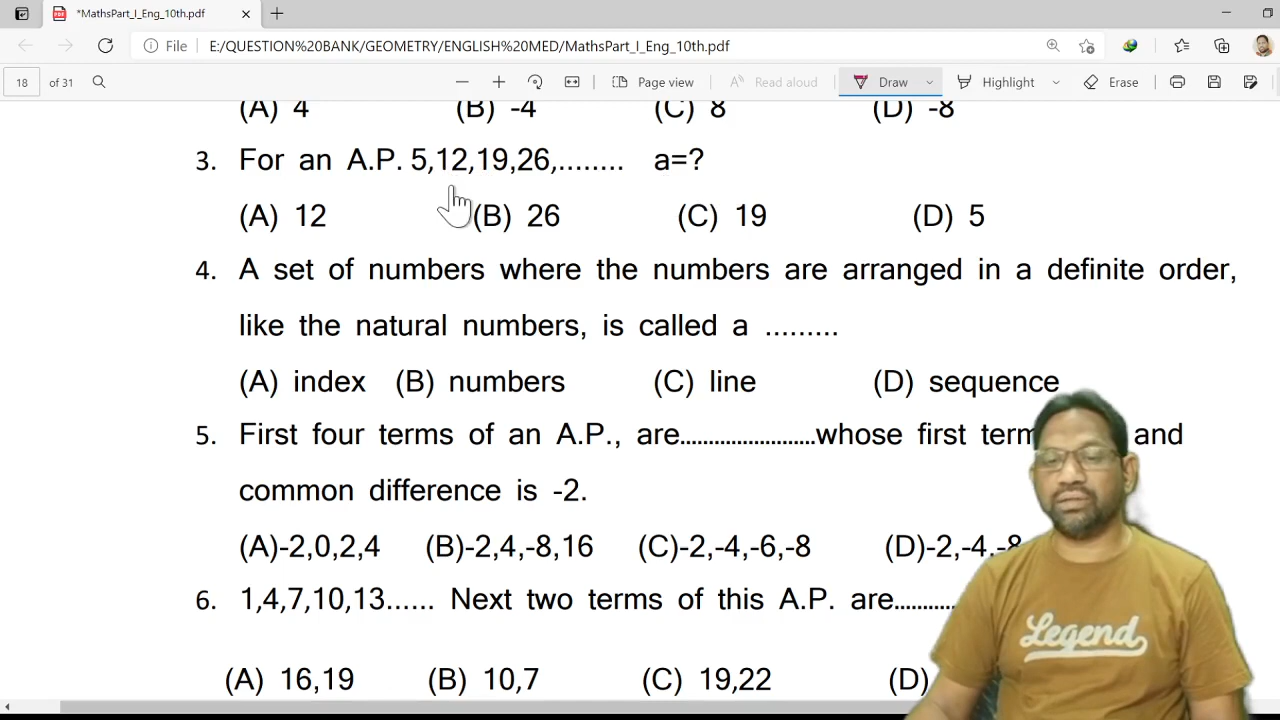 *MathsPart_I_Eng_10th.pdf
File E:/QUESTION%20BANK/GEOMETRY/ENGLISH%20MED/MathsPart_I_Eng_10th.pdf
18 of 31 Page view Read aloud Draw Highlight Erase
(A) 4 (B) -4 (C) 8 (D) -8
3. For an A.P. 5,12,19,26,........ a=?
(A) 12 (B) 26 (C) 19 (D) 5
4. A set of numbers where the numbers are arranged in a definite order,
like the natural numbers, is called a .........
(A) index (B) numbers (C) line (D) sequence
5. First four terms of an A.P., are........................whose first term and
common difference is -2.
(A)-2,0,2,4 (B)-2,4,-8,16 (C)-2,-4,-6,-8 (D)-2,-4.-8
6. 1,4,7,10,13...... Next two terms of this A.P. are...........
(A) 16,19 (B) 10,7 (C) 19,22 (D)
Legend